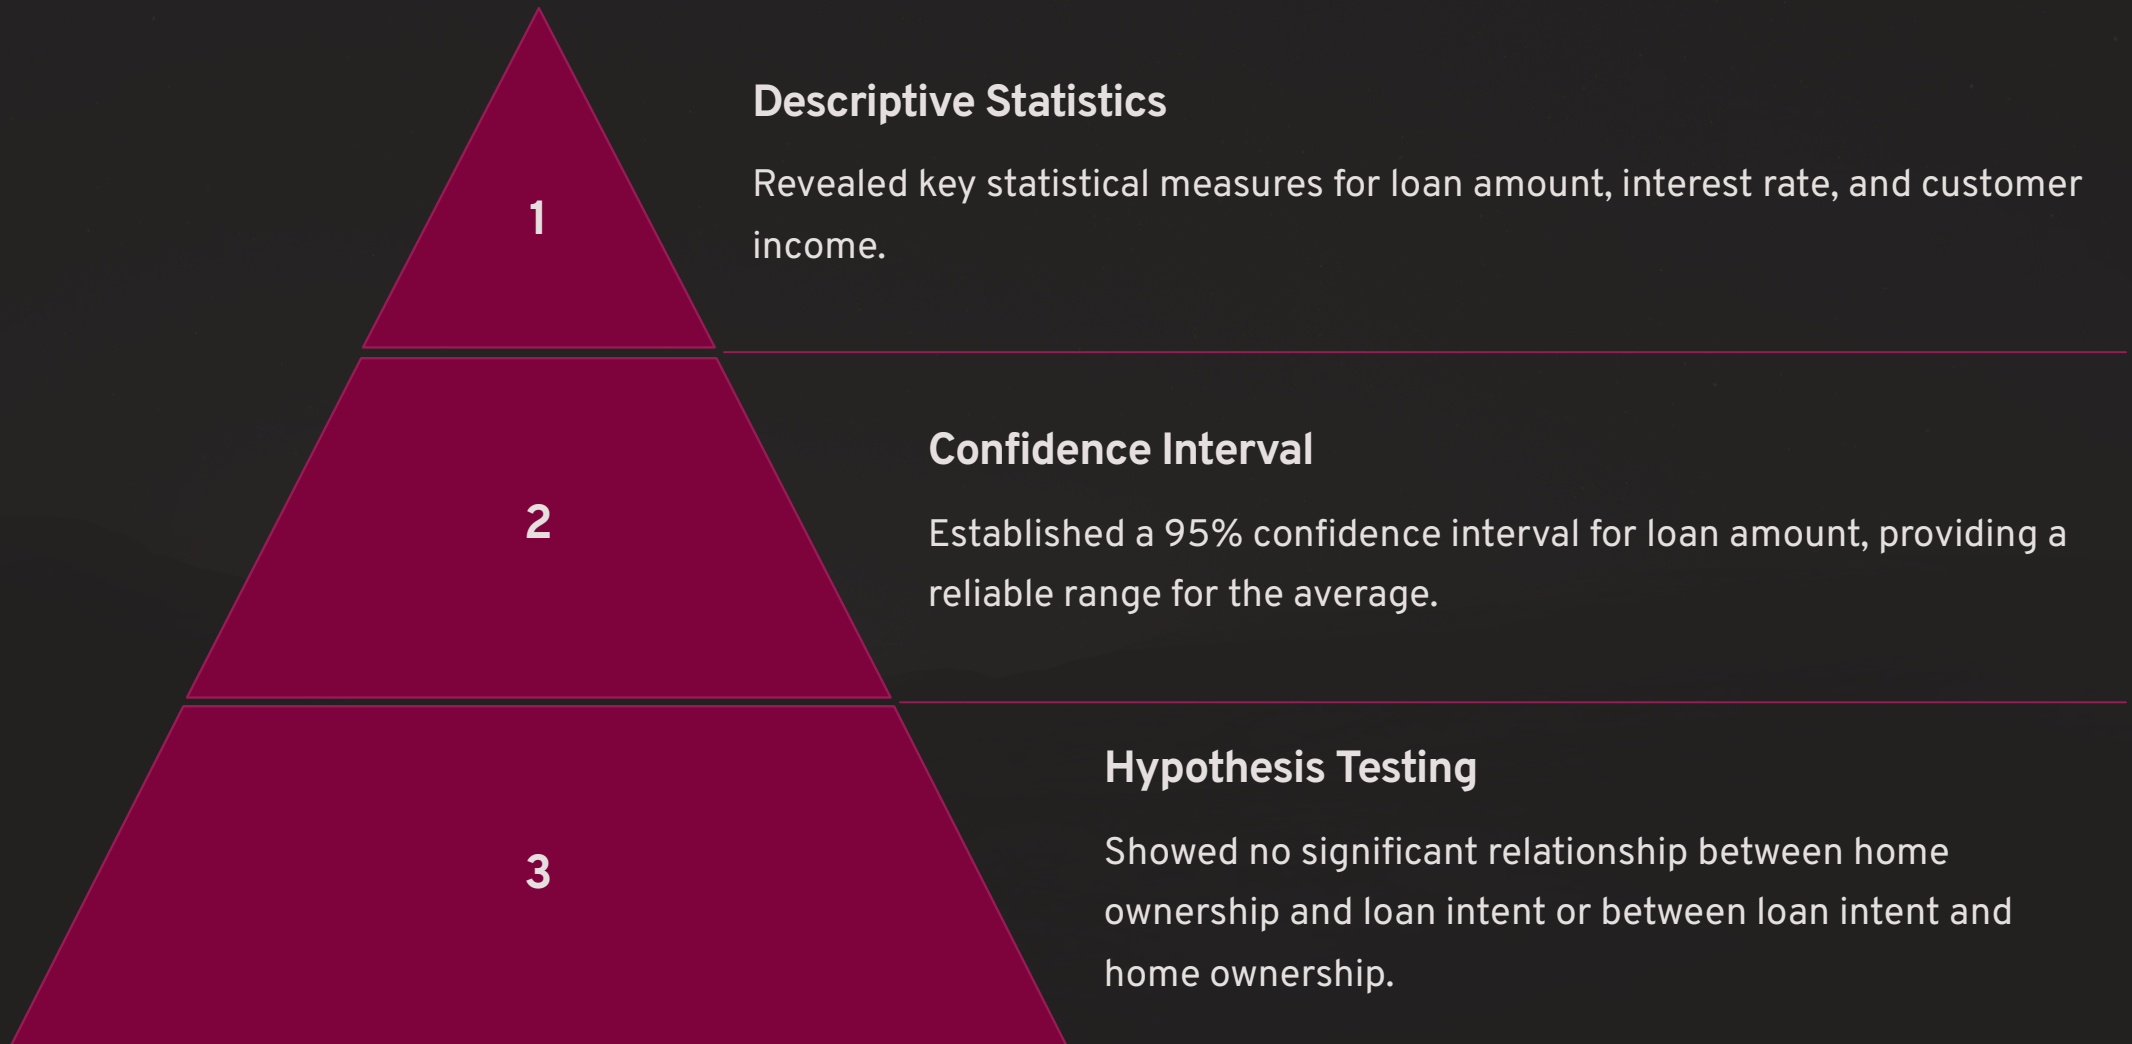 1
Descriptive Statistics
Revealed key statistical measures for loan amount, interest rate, and customer
income.
2
Confidence Interval
Established a 95% confidence interval for loan amount, providing a
reliable range for the average.
3
Hypothesis Testing
Showed no significant relationship between home
ownership and loan intent or between loan intent and
home ownership.